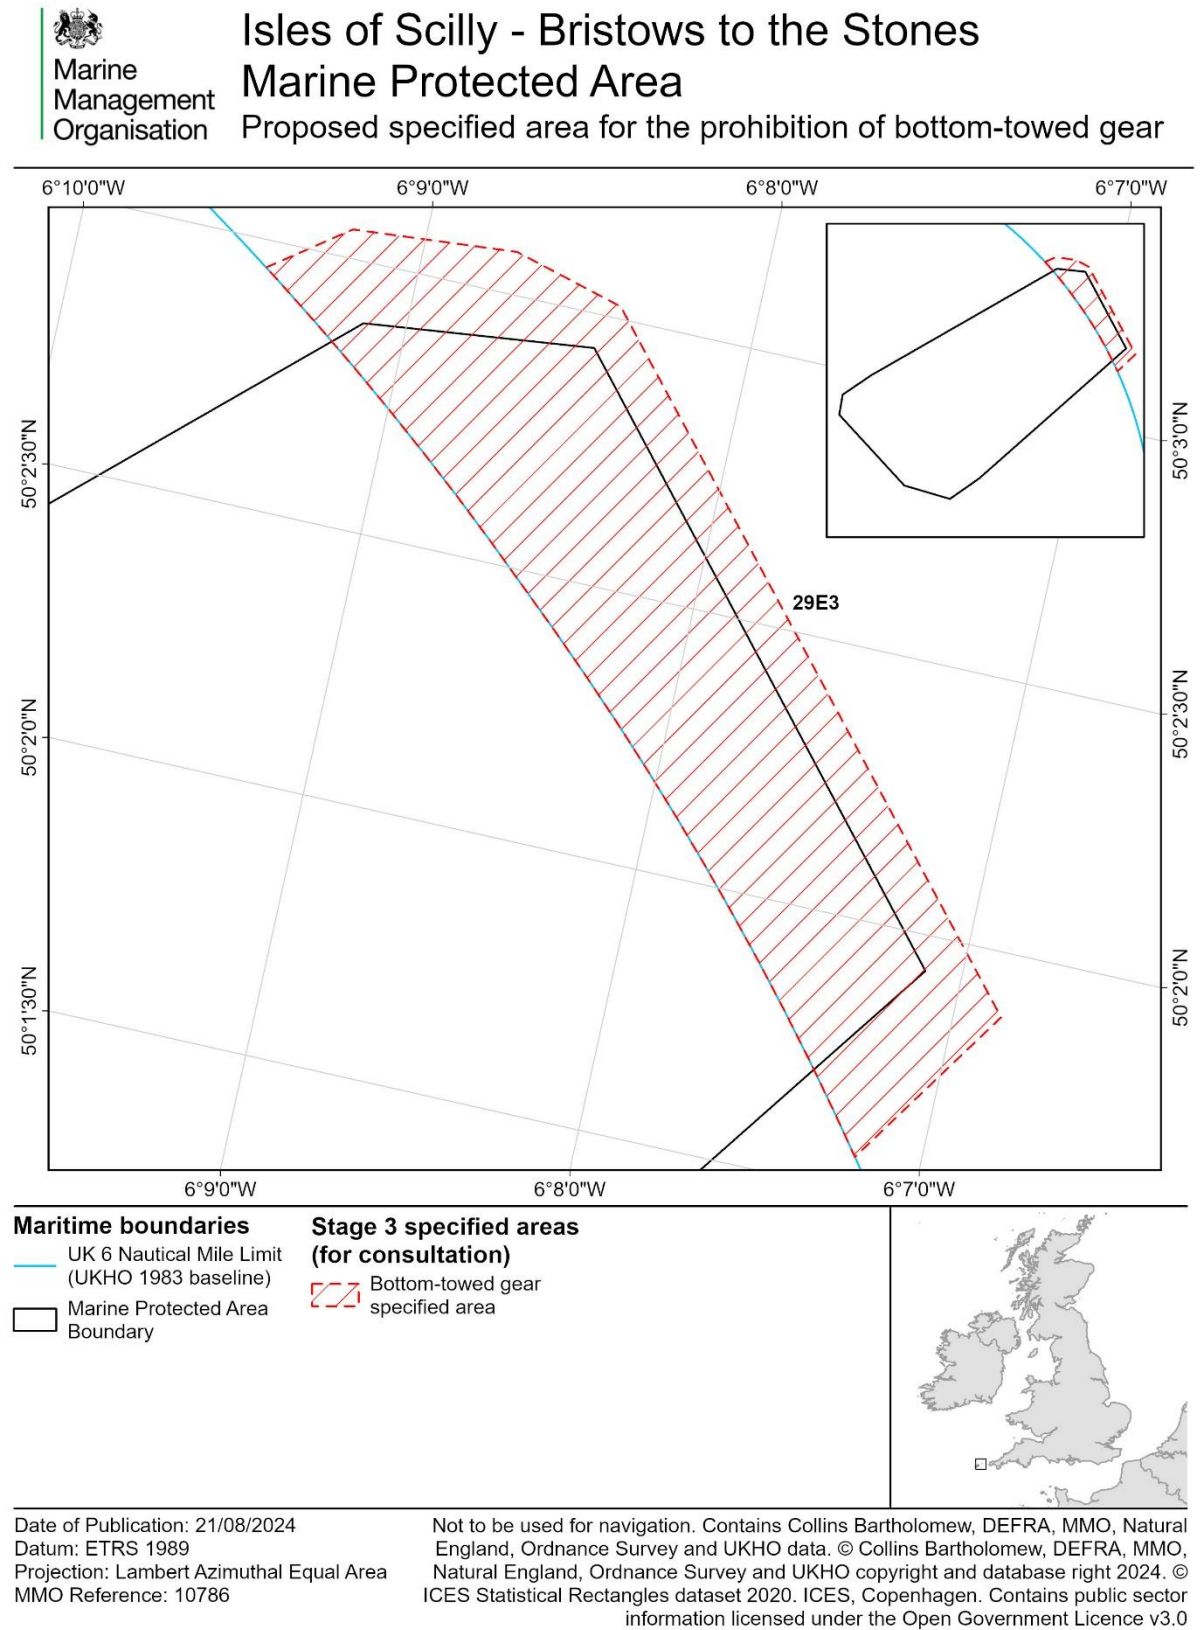 Marine
Management
Organisation
Isles of Scilly - Bristows to the Stones
Marine Protected Area
Proposed specified area for the prohibition of bottom-towed gear
6°10'0"W
6°9'0"W
6°8'0"W
6°7'0"W
50°2'30"N
50°2'0"N
50°1'30"N
50°3'0"N
50°2'30"N
50°2'0"N
29E3
6°9'0"W
6°8'0"W
6°7'0"W
Maritime boundaries
UK 6 Nautical Mile Limit
(UKHO 1983 baseline)
Marine Protected Area
Boundary
Stage 3 specified areas
(for consultation)
Bottom-towed gear
specified area
Date of Publication: 21/08/2024
Datum: ETRS 1989
Projection: Lambert Azimuthal Equal Area
MMO Reference: 10786
Not to be used for navigation. Contains Collins Bartholomew, DEFRA, MMO, Natural
England, Ordnance Survey and UKHO data. © Collins Bartholomew, DEFRA, MMO,
Natural England, Ordnance Survey and UKHO copyright and database right 2024. ©
ICES Statistical Rectangles dataset 2020. ICES, Copenhagen. Contains public sector
information licensed under the Open Government Licence v3.0